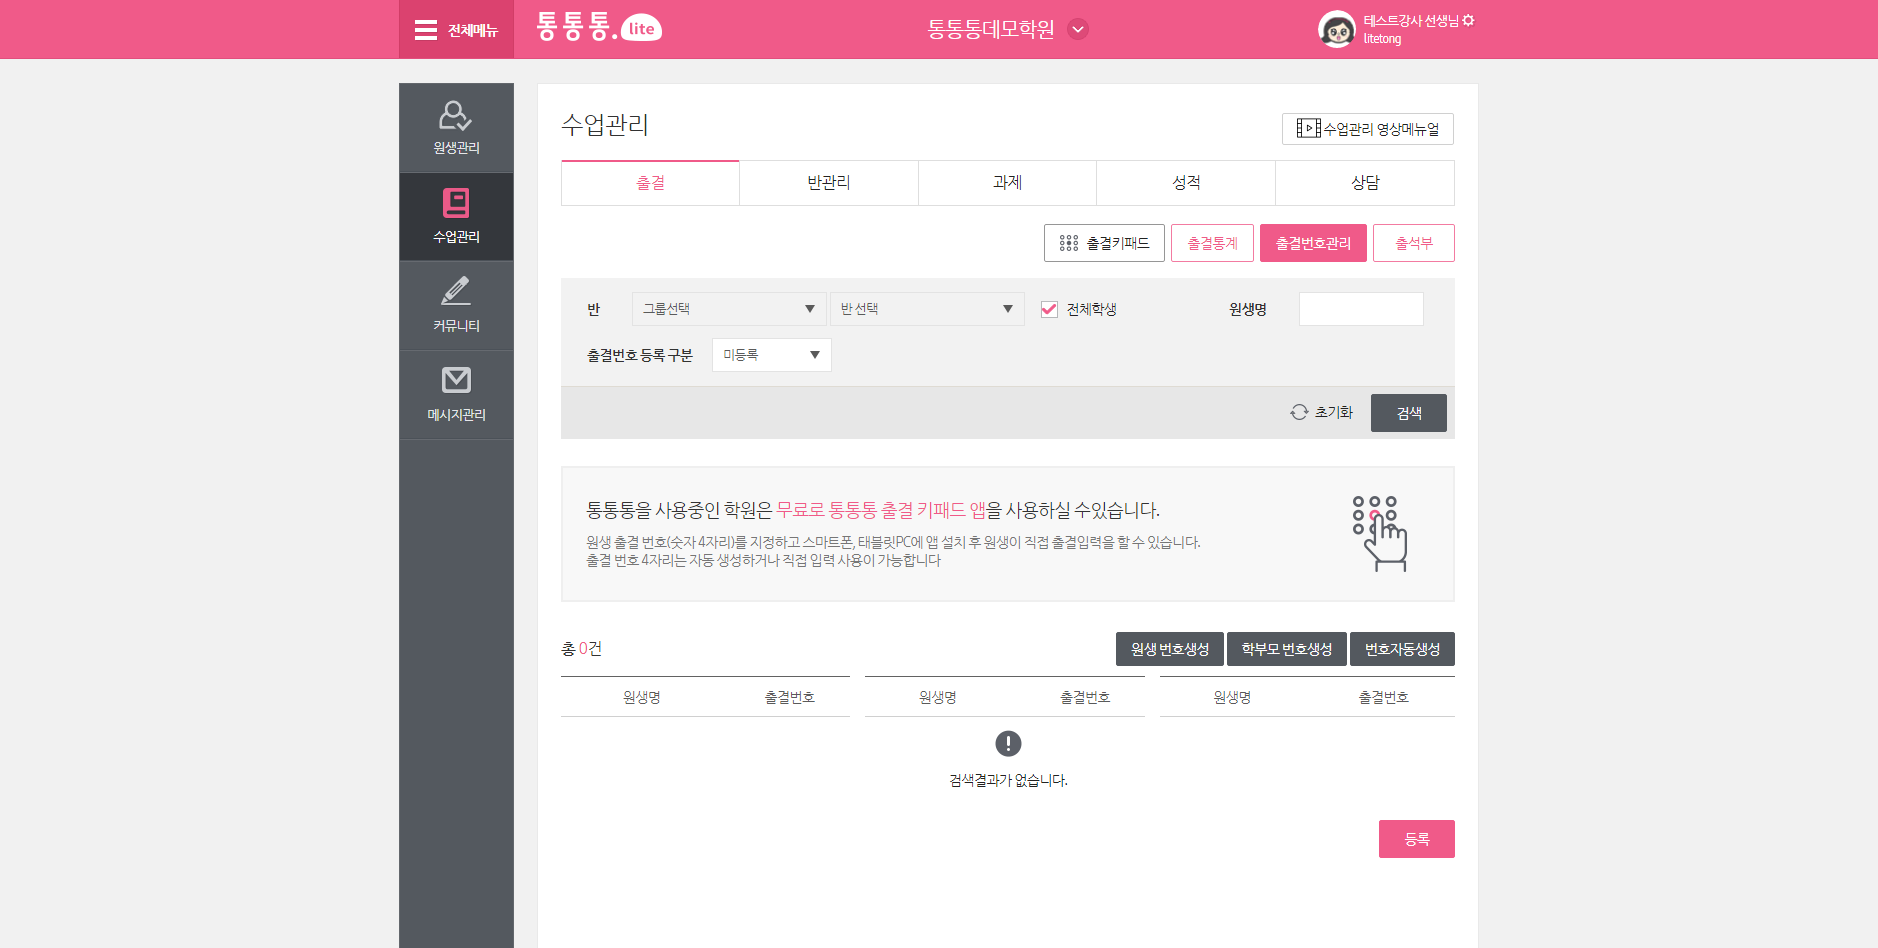 전체메뉴
통통통.lite
통통통데모학원
테스트강사 선생님
litetong
원생관리
수업관리
커뮤니티
메시지관리
수업관리
수업관리 영상메뉴얼
출결 반관리 과제 성적 상담
출결키패드 출결통계 출결번호관리 출석부
반 그룹선택 반 선택 전체학생 원생명
출결번호 등록 구분 미등록
초기화 검색
통통통을 사용중인 학원은 무료로 통통통 출결 키패드 앱을 사용하실 수있습니다.
원생 출결 번호(숫자 4자리)를 지정하고 스마트폰, 태블릿PC에 앱 설치 후 원생이 직접 출결입력을 할 수 있습니다.
출결 번호 4자리는 자동 생성하거나 직접 입력 사용이 가능합니다
총 0건
원생 번호생성 학부모 번호생성 번호자동생성
원생명 출결번호 원생명 출결번호 원생명 출결번호
검색결과가 없습니다.
등록